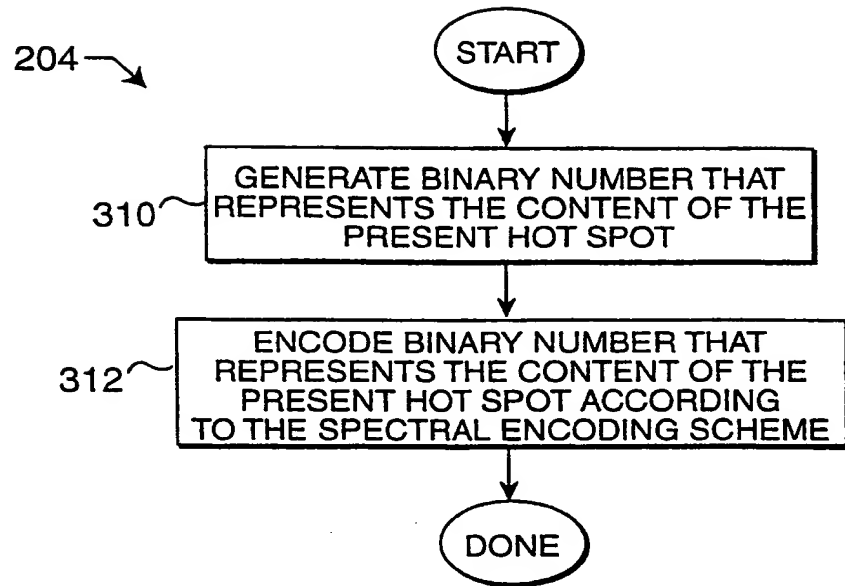 204
START
310
GENERATE BINARY NUMBER THAT
REPRESENTS THE CONTENT OF THE
PRESENT HOT SPOT
312
ENCODE BINARY NUMBER THAT
REPRESENTS THE CONTENT OF THE
PRESENT HOT SPOT ACCORDING
TO THE SPECTRAL ENCODING SCHEME
DONE